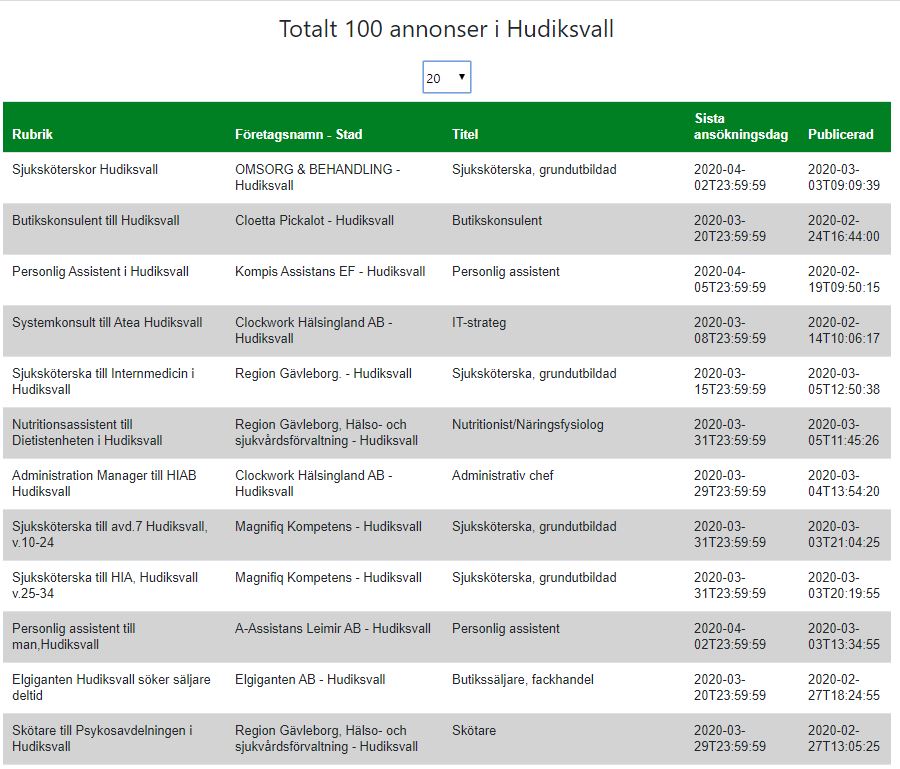 Totalt 100 annonser i Hudiksvall
20
Rubrik
Företagsnamn - Stad
Titel
Sista
ansökningsdag
Publicerad
Sjuksköterskor Hudiksvall
OMSORG & BEHANDLING -
Hudiksvall
Sjuksköterska, grundutbildad
2020-04-
02T23:59:59
2020-03-
03T09:09:39
Butikskonsulent till Hudiksvall
Cloetta Pickalot - Hudiksvall
Butikskonsulent
2020-03-
20T23:59:59
2020-02-
24T16:44:00
Personlig Assistent i Hudiksvall
Kompis Assistans EF - Hudiksvall
Personlig assistent
2020-04-
05T23:59:59
2020-02-
19T09:50:15
Systemkonsult till Atea Hudiksvall
Clockwork Hälsingland AB -
Hudiksvall
IT-strateg
2020-03-
08T23:59:59
2020-02-
14T10:06:17
Sjuksköterska till Internmedicin i
Hudiksvall
Region Gävleborg. - Hudiksvall
Sjuksköterska, grundutbildad
2020-03-
15T23:59:59
2020-03-
05T12:50:38
Nutritionsassistent till
Dietistenheten i Hudiksvall
Region Gävleborg, Hälso- och
sjukvårdsförvaltning - Hudiksvall
Nutritionist/Näringsfysiolog
2020-03-
31T23:59:59
2020-03-
05T11:45:26
Administration Manager till HIAB
Hudiksvall
Clockwork Hälsingland AB -
Hudiksvall
Administrativ chef
2020-03-
29T23:59:59
2020-03-
04T13:54:20
Sjuksköterska till avd.7 Hudiksvall,
v.10-24
Magnifiq Kompetens - Hudiksvall
Sjuksköterska, grundutbildad
2020-03-
31T23:59:59
2020-03-
03T21:04:25
Sjuksköterska till HIA, Hudiksvall
v.25-34
Magnifiq Kompetens - Hudiksvall
Sjuksköterska, grundutbildad
2020-03-
31T23:59:59
2020-03-
03T20:19:55
Personlig assistent till
man,Hudiksvall
A-Assistans Leimir AB - Hudiksvall
Personlig assistent
2020-04-
02T23:59:59
2020-03-
03T13:34:55
Elgiganten Hudiksvall söker säljare
deltid
Elgiganten AB - Hudiksvall
Butikssäljare, fackhandel
2020-03-
20T23:59:59
2020-02-
27T18:24:55
Skötare till Psykosavdelningen i
Hudiksvall
Region Gävleborg, Hälso- och
sjukvårdsförvaltning - Hudiksvall
Skötare
2020-03-
29T23:59:59
2020-02-
27T13:05:25